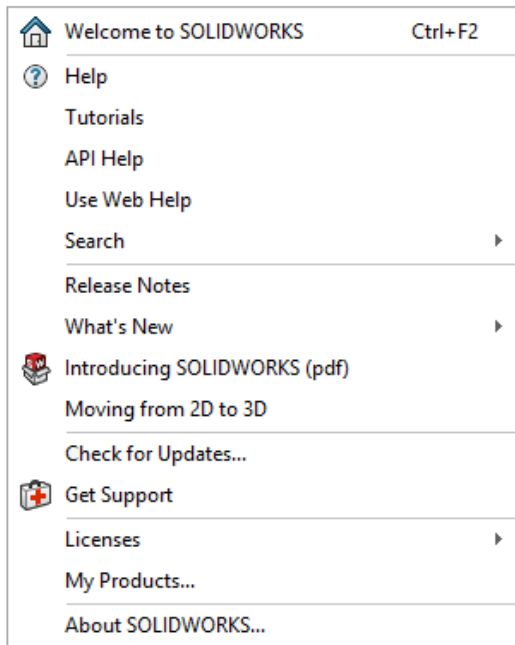 Welcome to SOLIDWORKS Ctrl+F2
Help
Tutorials
API Help
Use Web Help
Search
Release Notes
What's New
Introducing SOLIDWORKS (pdf)
Moving from 2D to 3D
Check for Updates...
Get Support
Licenses
My Products...
About SOLIDWORKS...